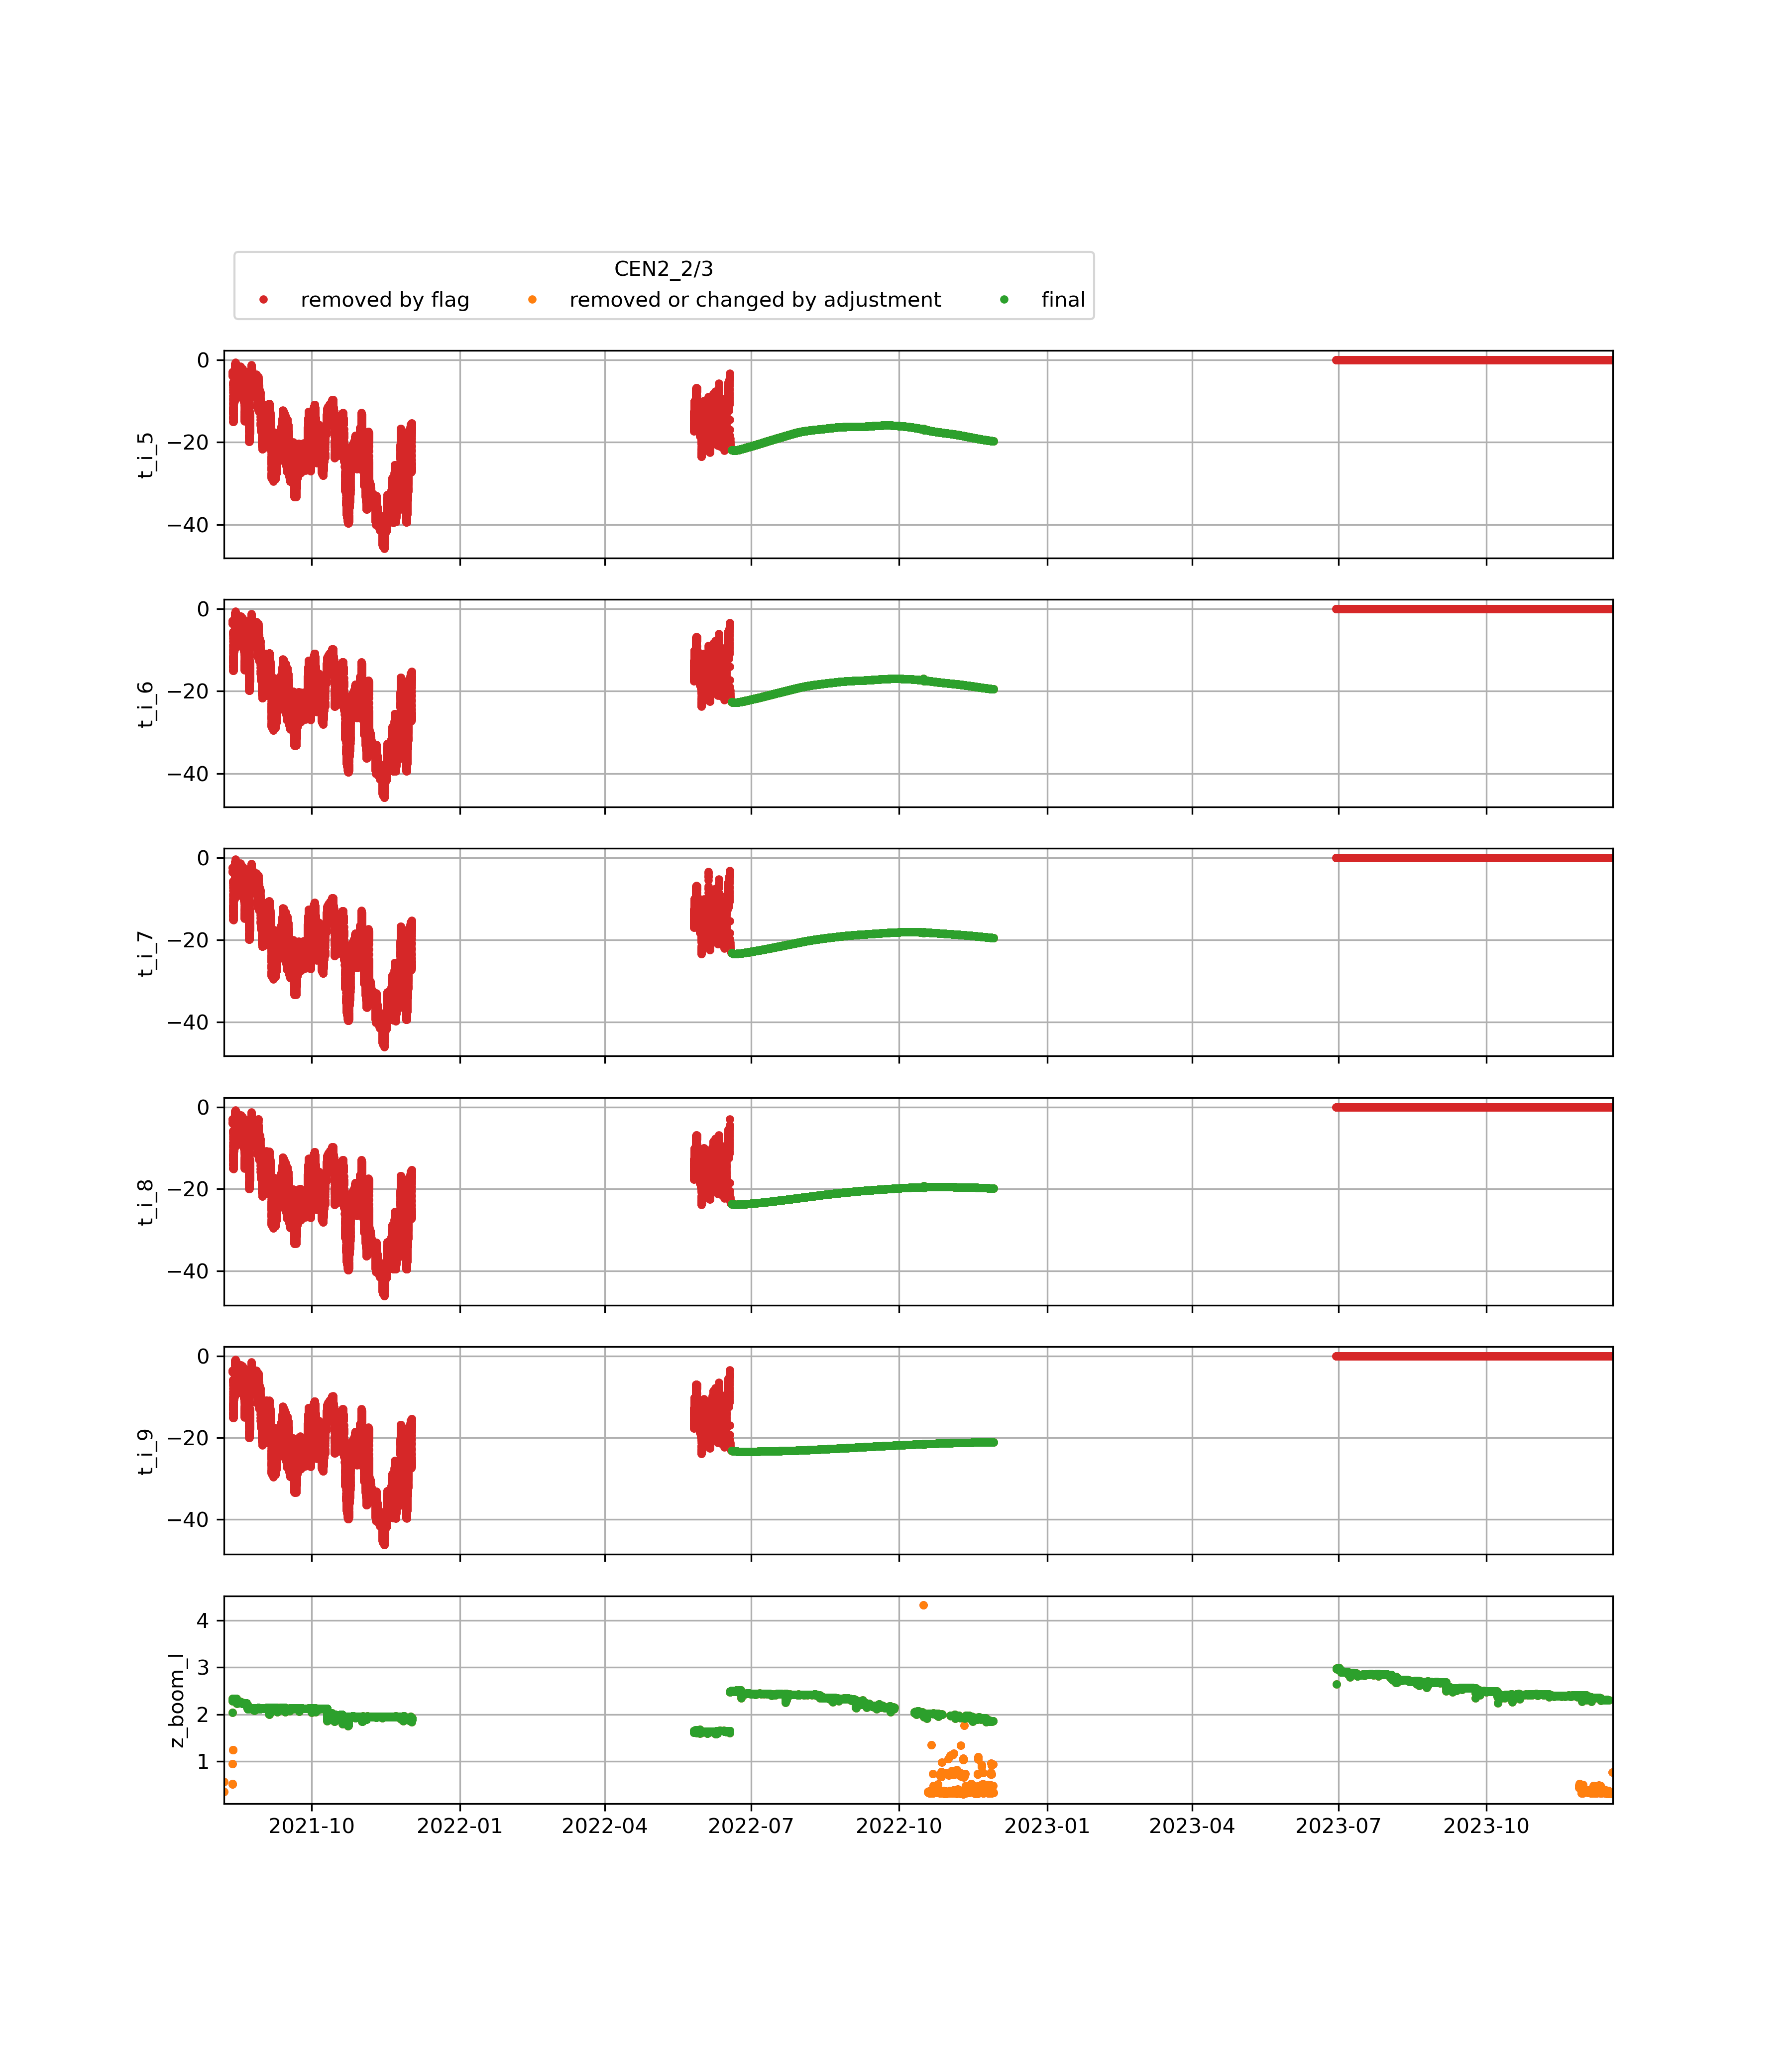 CEN2_2/3
removed by flag removed or changed by adjustment final
0
−20
−40
t_i_5
0
−20
−40
t_i_6
0
−20
−40
t_i_7
0
−20
−40
t_i_8
0
−20
−40
t_i_9
4
3
2
1
z_boom_l
2021-10 2022-01 2022-04 2022-07 2022-10 2023-01 2023-04 2023-07 2023-10